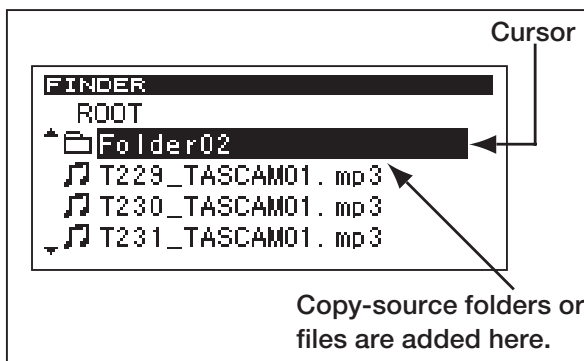 Cursor
FINDER
ROOT
Folder02
T229_TASCAM01.mp3
T230_TASCAM01.mp3
T231_TASCAM01.mp3
Copy-source folders or
files are added here.